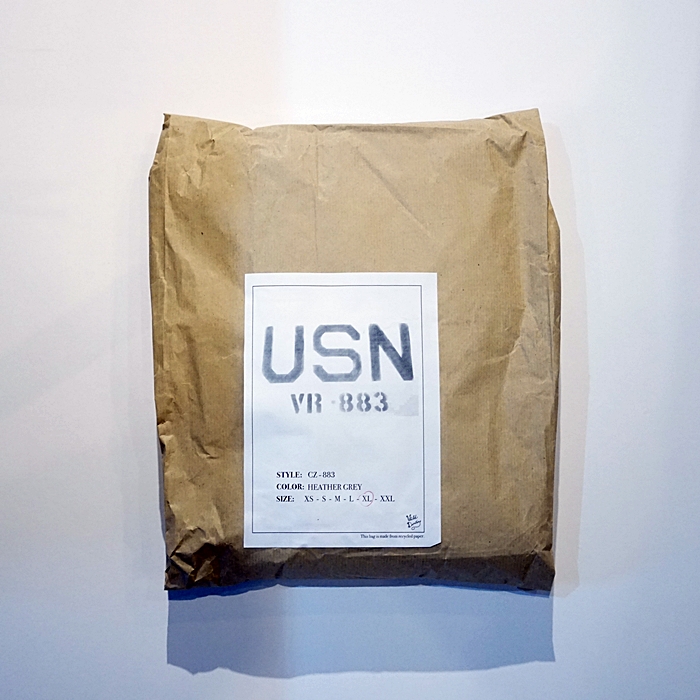 USN
VR-883
STYLE: CZ-883
COLOR: HEATHER GREY
SIZE: XS - S - M - L - XL - XXL
This bag is made from recycled paper